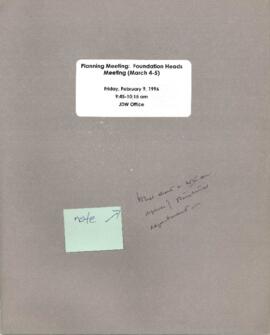 Planning Meeting: Foundation Heads
Meeting (March 4-5)
Friday, February 9, 1996
9:45-10:15 am
JDW Office
note